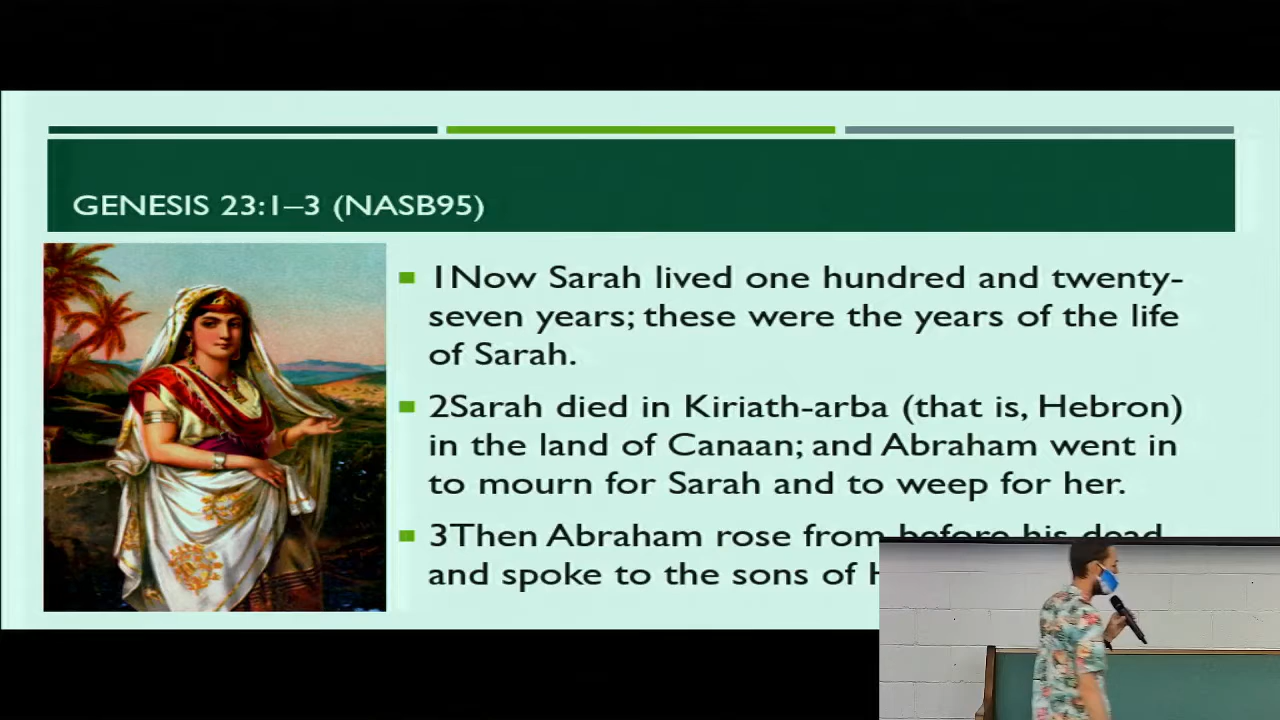 GENESIS 23:1–3 (NASB95)
1Now Sarah lived one hundred and twenty-
seven years; these were the years of the life
of Sarah.
2Sarah died in Kiriath-arba (that is, Hebron)
in the land of Canaan; and Abraham went in
to mourn for Sarah and to weep for her.
3Then Abraham rose from before his dead
and spoke to the sons of